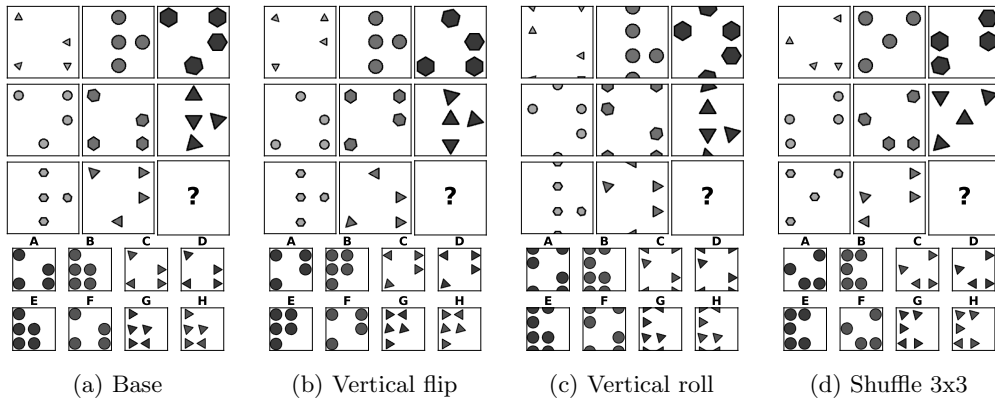 ? ? ? ?
A B C D A B C D A B C D A B C D
E F G H E F G H E F G H E F G H
(a) Base (b) Vertical flip (c) Vertical roll (d) Shuffle 3x3